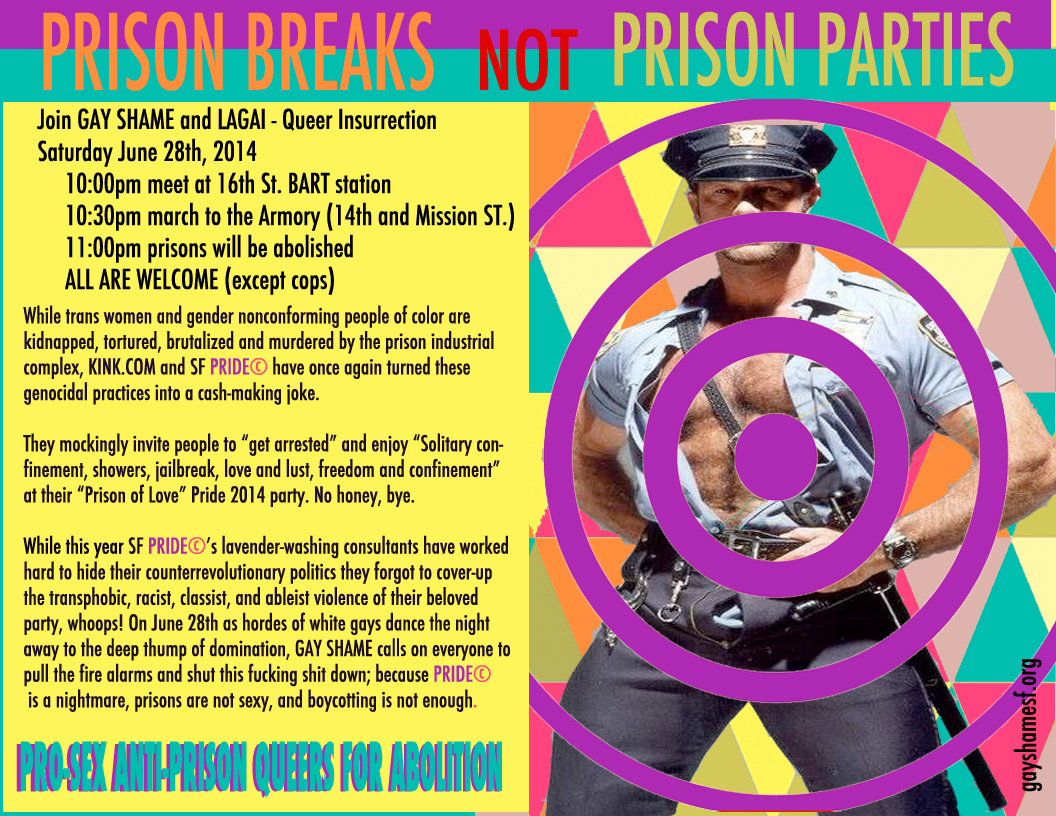 PRISON BREAKS NOT PRISON PARTIES
Join GAY SHAME and LAGAI - Queer Insurrection
Saturday June 28th, 2014
10:00pm meet at 16th St. BART station
10:30pm march to the Armory (14th and Mission ST.)
11:00pm prisons will be abolished
ALL ARE WELCOME (except cops)
While trans women and gender nonconforming people of color are
kidnapped, tortured, brutalized and murdered by the prison industrial
complex, KINK.COM and SF PRIDE© have once again turned these
genocidal practices into a cash-making joke.
They mockingly invite people to “get arrested” and enjoy “Solitary con-
finement, showers, jailbreak, love and lust, freedom and confinement”
at their “Prison of Love” Pride 2014 party. No honey, bye.
While this year SF PRIDE©’s lavender-washing consultants have worked
hard to hide their counterrevolutionary politics they forgot to cover-up
the transphobic, racist, classist, and ableist violence of their beloved
party, whoops! On June 28th as hordes of white gays dance the night
away to the deep thump of domination, GAY SHAME calls on everyone to
pull the fire alarms and shut this fucking shit down; because PRIDE©
is a nightmare, prisons are not sexy, and boycotting is not enough.
PRO-SEX ANTI-PRISON QUEERS FOR ABOLITION
gayshamesf.org